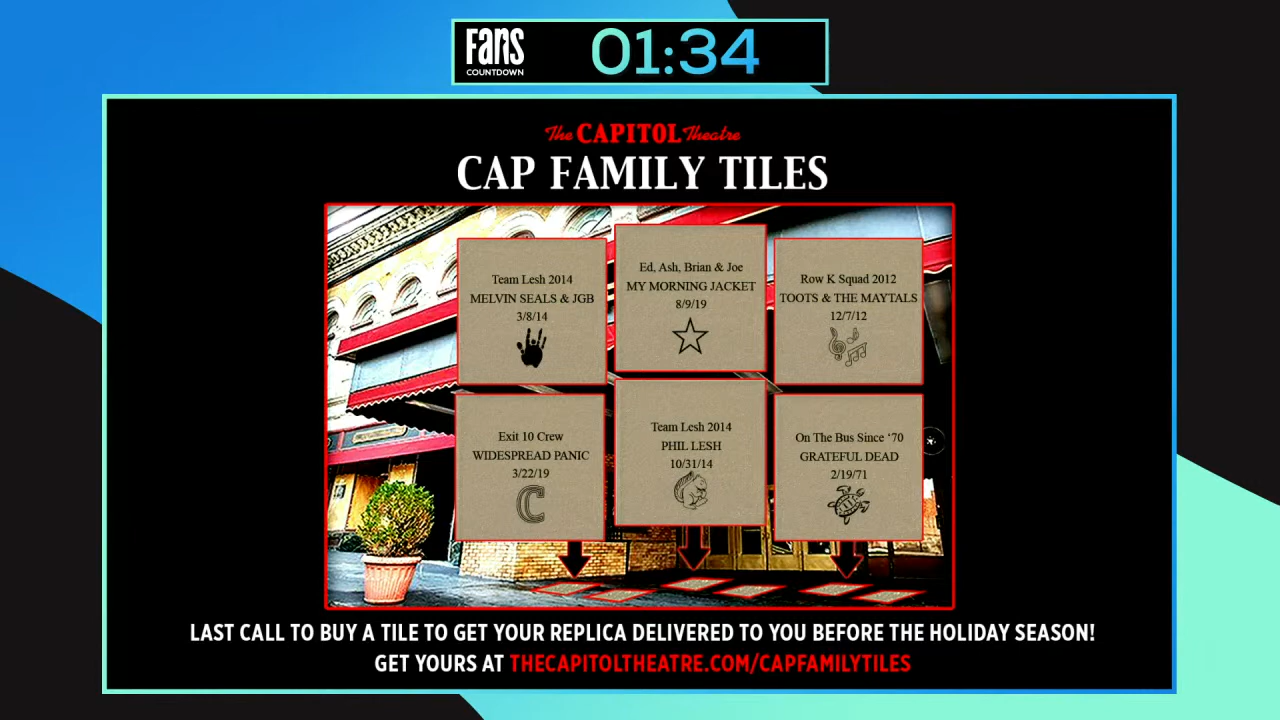 FANS
COUNTDOWN
01:34
The CAPITOL Theatre
CAP FAMILY TILES
Team Lesh 2014
MELVIN SEALS & JGB
3/8/14
Ed, Ash, Brian & Joe
MY MORNING JACKET
8/9/19
Row K Squad 2012
TOOTS & THE MAYTALS
12/7/12
Exit 10 Crew
WIDESPREAD PANIC
3/22/19
C
Team Lesh 2014
PHIL LESH
10/31/14
On The Bus Since ‘70
GRATEFUL DEAD
2/19/71
LAST CALL TO BUY A TILE TO GET YOUR REPLICA DELIVERED TO YOU BEFORE THE HOLIDAY SEASON!
GET YOURS AT THECAPITOLTHEATRE.COM/CAPFAMILYTILES